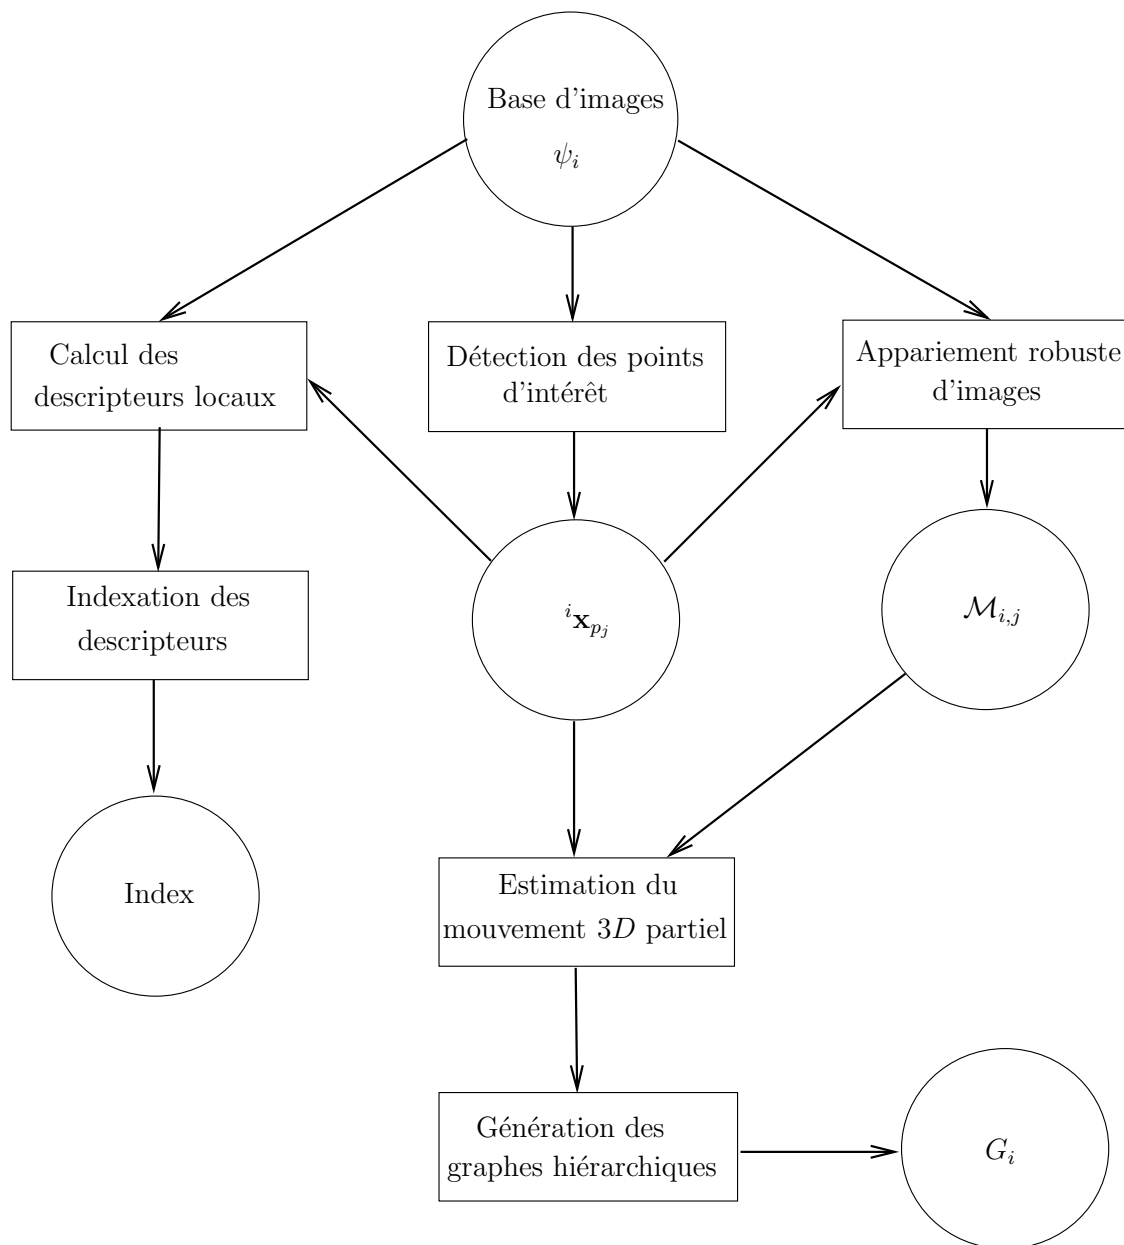 Base d'images
ψ_i
Calcul des
descripteurs locaux
Détection des points
d'intérêt
Appariement robuste
d'images
Indexation des
descripteurs
^i𝐱_{p_j}
ℳ_{i,j}
Index
Estimation du
mouvement 3D partiel
Génération des
graphes hiérarchiques
G_i